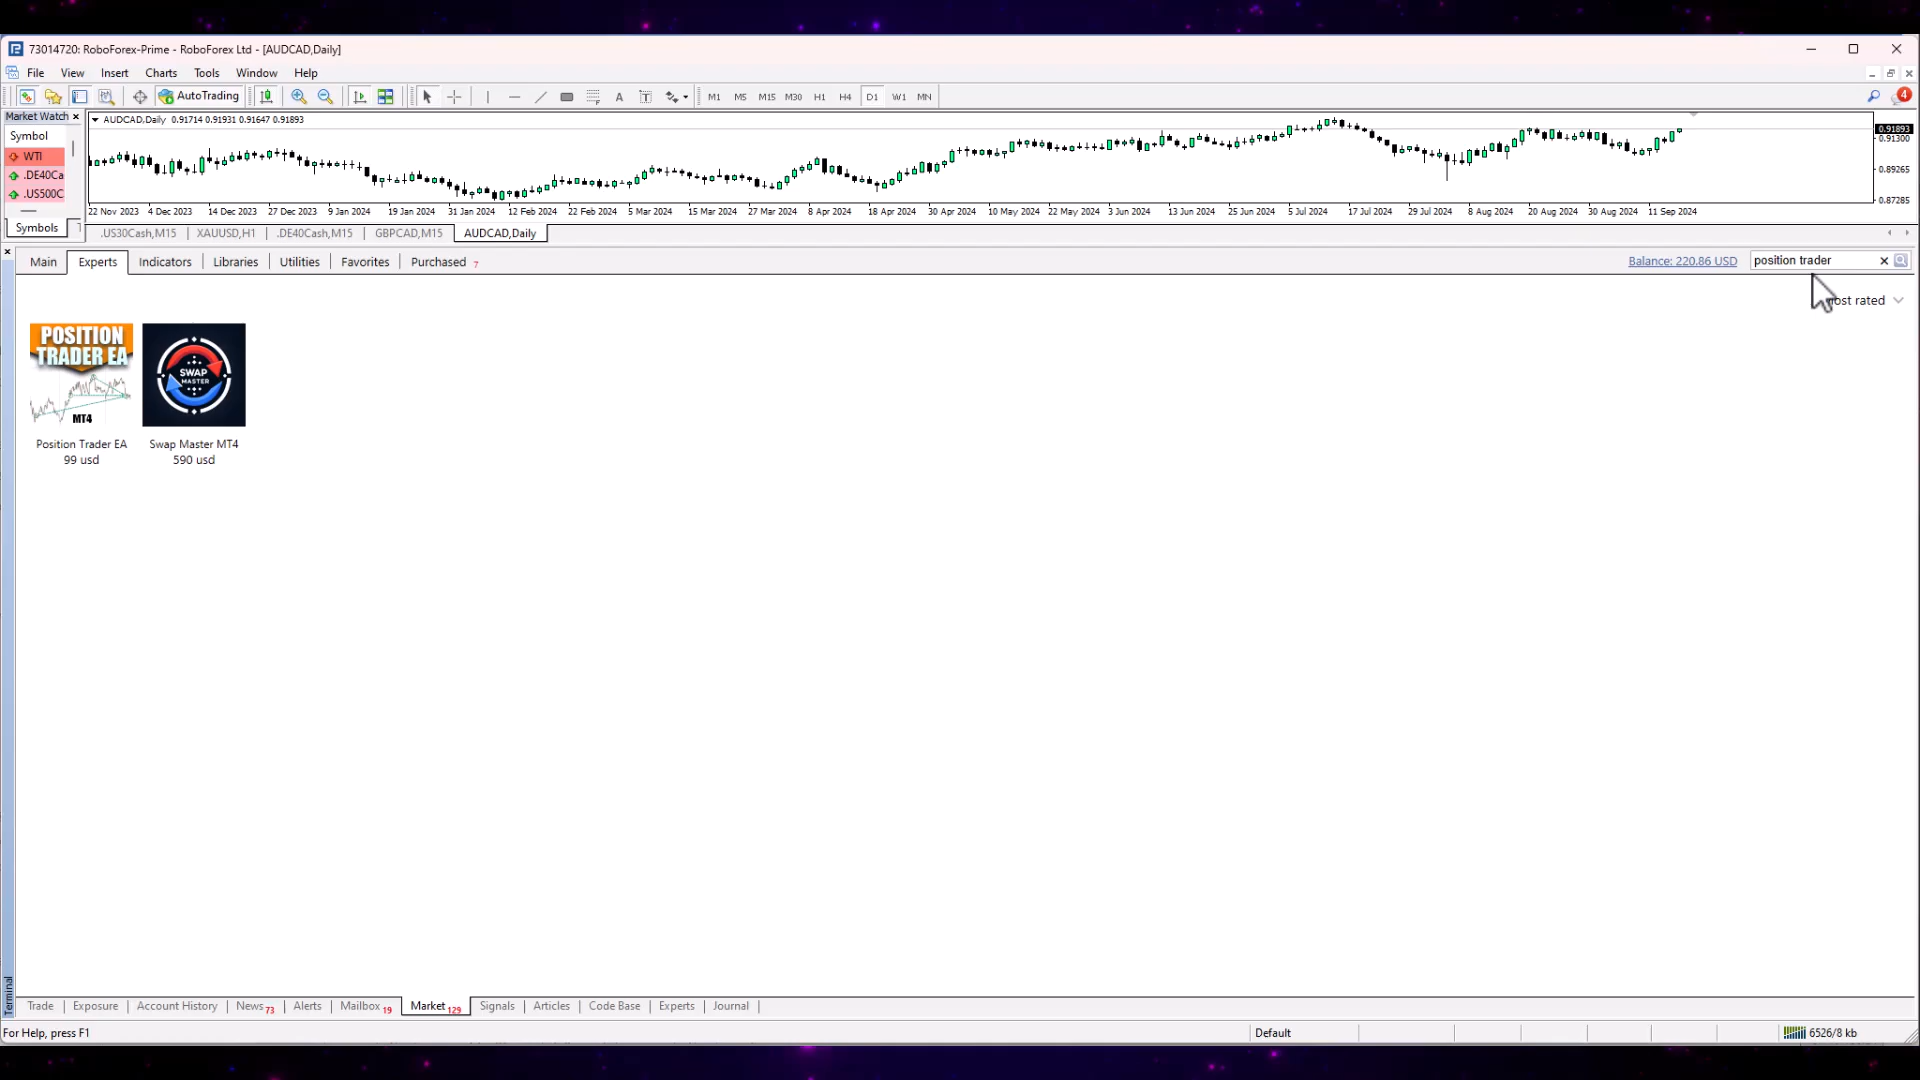 73014720: RoboForex-Prime - RoboForex Ltd - [AUDCAD,Daily]
File View Insert Charts Tools Window Help
AutoTrading A T M1 M5 M15 M30 H1 H4 D1 W1 MN 4
Market Watch
Symbol
WTI
.DE40Ca
.US500C
Symbols
AUDCAD,Daily 0.91714 0.91931 0.91647 0.91893
0.91893
0.91300
0.89265
0.87285
22 Nov 2023 4 Dec 2023 14 Dec 2023 27 Dec 2023 9 Jan 2024 19 Jan 2024 31 Jan 2024 12 Feb 2024 22 Feb 2024 5 Mar 2024 15 Mar 2024 27 Mar 2024 8 Apr 2024 18 Apr 2024 30 Apr 2024 10 May 2024 22 May 2024 3 Jun 2024 13 Jun 2024 25 Jun 2024 5 Jul 2024 17 Jul 2024 29 Jul 2024 8 Aug 2024 20 Aug 2024 30 Aug 2024 11 Sep 2024
.US30Cash,M15 XAUUSD,H1 .DE40Cash,M15 GBPCAD,M15 AUDCAD,Daily
Main Experts Indicators Libraries Utilities Favorites Purchased 7
Balance: 220.86 USD position trader
rated
POSITION
TRADER EA
MT4
Position Trader EA
99 usd
SWAP
MASTER
Swap Master MT4
590 usd
Terminal
Trade Exposure Account History News 73 Alerts Mailbox 19 Market 129 Signals Articles Code Base Experts Journal
For Help, press F1
Default
6526/8 kb